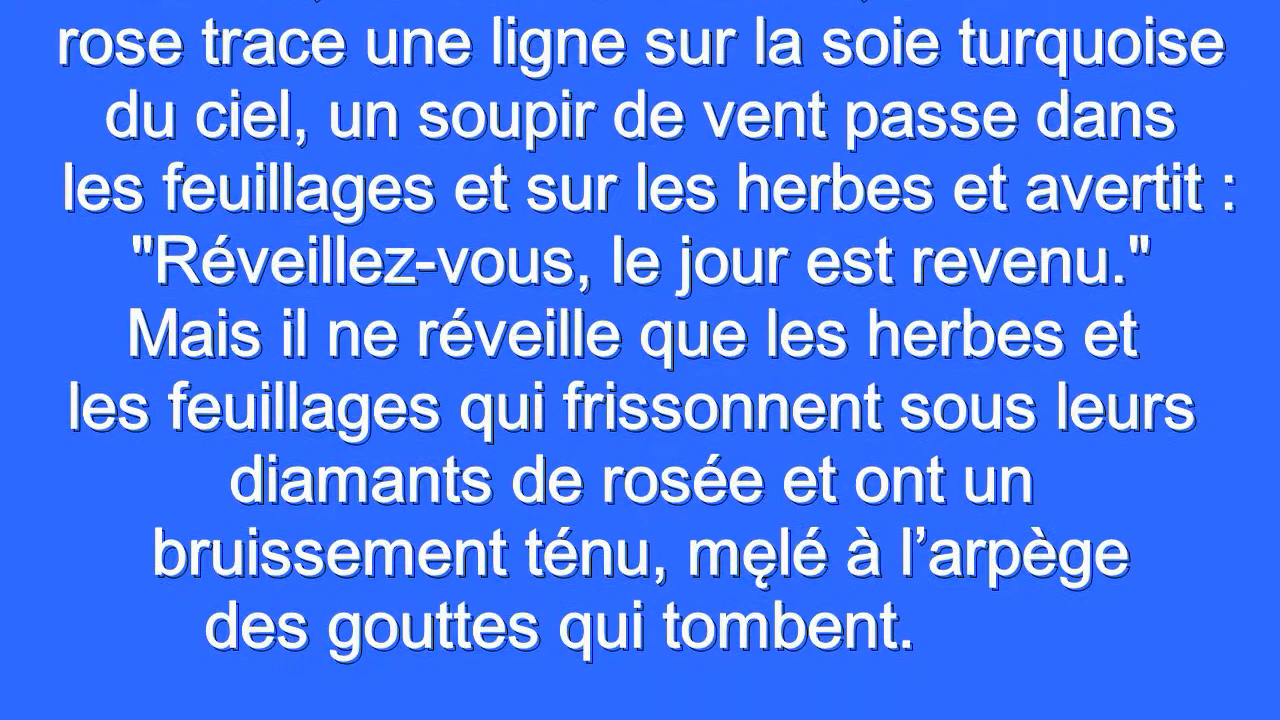 rose trace une ligne sur la soie turquoise
du ciel, un soupir de vent passe dans
les feuillages et sur les herbes et avertit :
"Réveillez-vous, le jour est revenu."
Mais il ne réveille que les herbes et
les feuillages qui frissonnent sous leurs
diamants de rosée et ont un
bruissement ténu, męlé à l’arpège
des gouttes qui tombent.